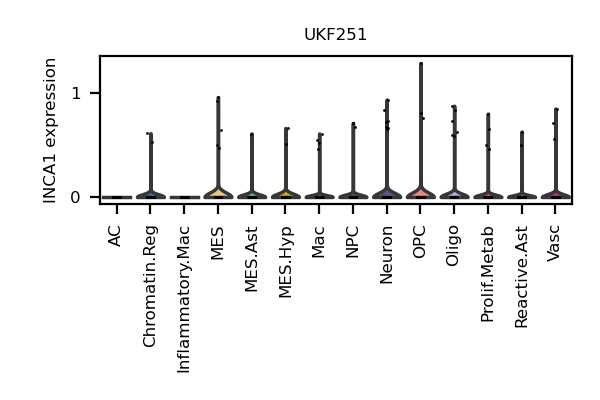 UKF251
INCA1 expression
1
0
AC
Chromatin.Reg
Inflammatory.Mac
MES
MES.Ast
MES.Hyp
Mac
NPC
Neuron
OPC
Oligo
Prolif.Metab
Reactive.Ast
Vasc